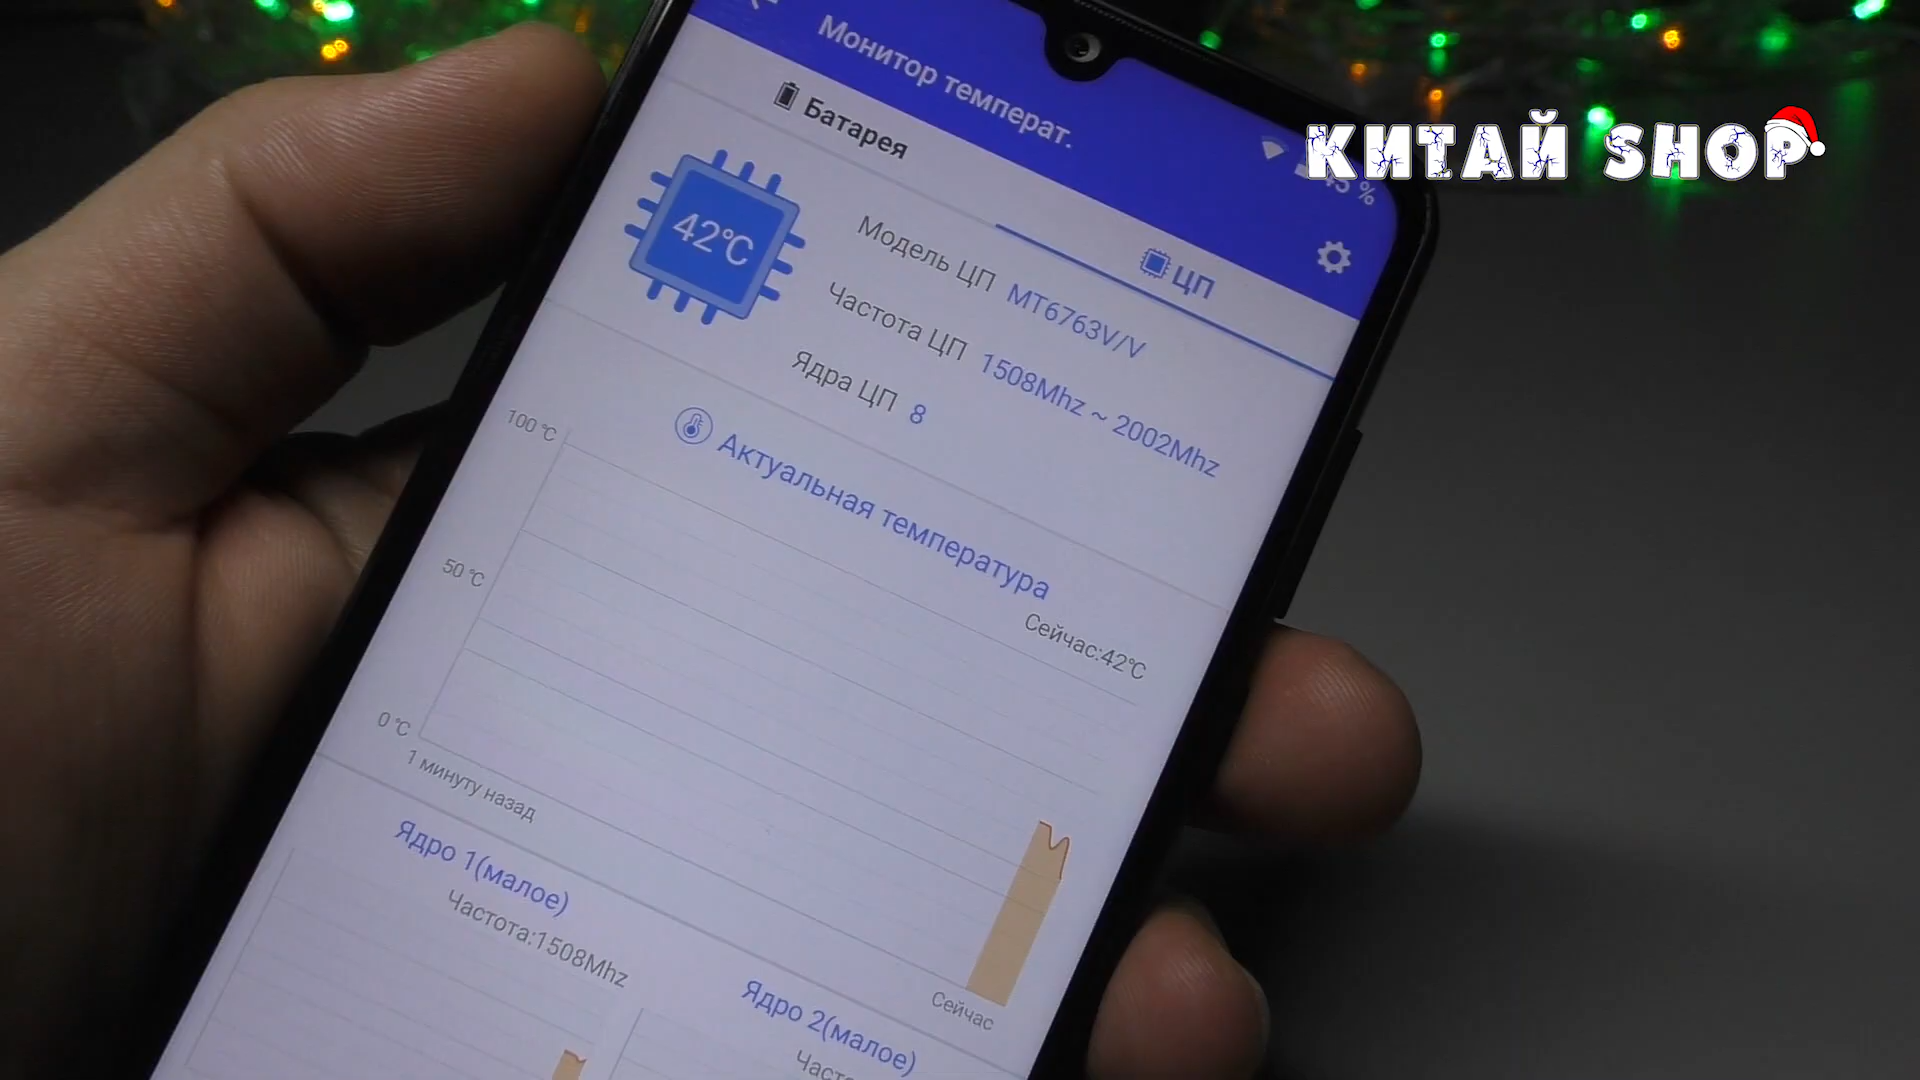 Монитор температ.
КИТАЙ SHOP
45 %
Батарея
ЦП
42℃
Модель ЦП MT6763V/V
Частота ЦП 1508Mhz ~ 2002Mhz
Ядра ЦП 8
Актуальная температура
Сейчас:42℃
100 ℃
50 ℃
0 ℃
1 минуту назад
Сейчас
Ядро 1(малое)
Частота:1508Mhz
Ядро 2(малое)